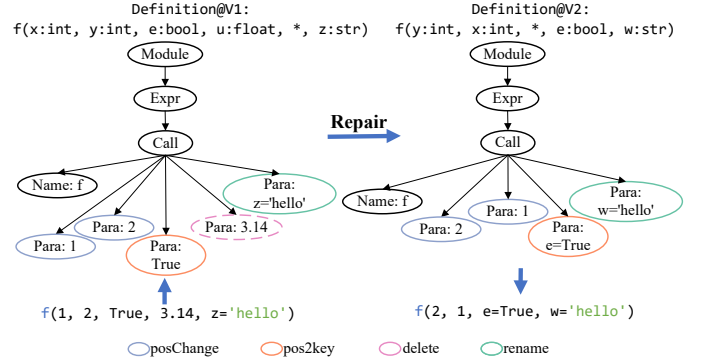 Definition@V1:
f(x:int, y:int, e:bool, u:float, *, z:str)
Module
Expr
Call
Name: f
Para: 1
Para: 2
Para:
True
Para: 3.14
Para:
z='hello'
f(1, 2, True, 3.14, z='hello')
Repair
Definition@V2:
f(y:int, x:int, *, e:bool, w:str)
Module
Expr
Call
Name: f
Para: 2
Para: 1
Para:
e=True
Para:
w='hello'
f(2, 1, e=True, w='hello')
posChange
pos2key
delete
rename